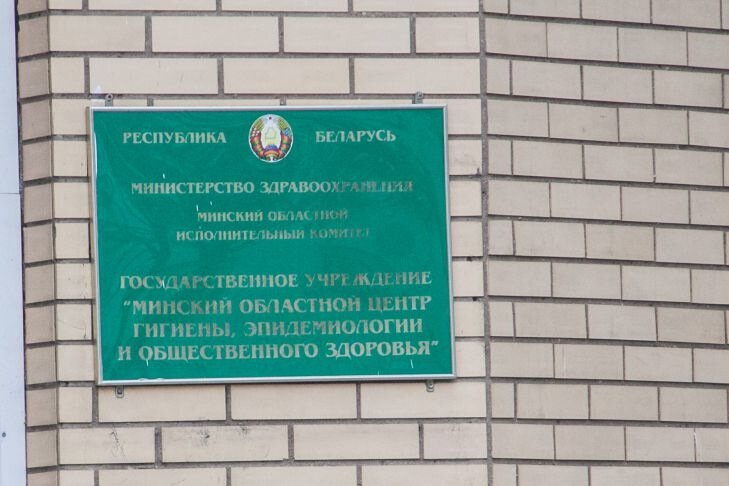 РЕСПУБЛИКА БЕЛАРУСЬ
МИНИСТЕРСТВО ЗДРАВООХРАНЕНИЯ
МИНСКИЙ ОБЛАСТНОЙ
ИСПОЛНИТЕЛЬНЫЙ КОМИТЕТ
ГОСУДАРСТВЕННОЕ УЧРЕЖДЕНИЕ
"МИНСКИЙ ОБЛАСТНОЙ ЦЕНТР
ГИГИЕНЫ, ЭПИДЕМИОЛОГИИ
И ОБЩЕСТВЕННОГО ЗДОРОВЬЯ"